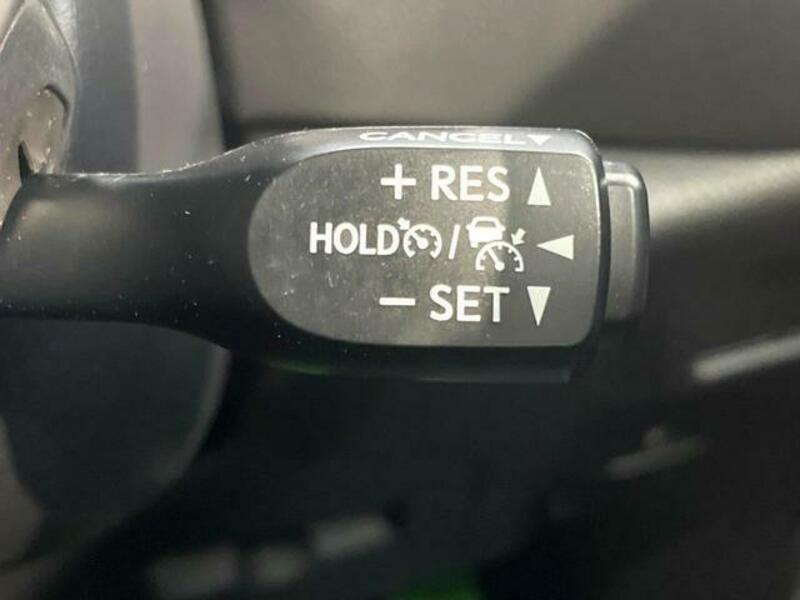 CANCEL
+ RES
HOLD /
− SET